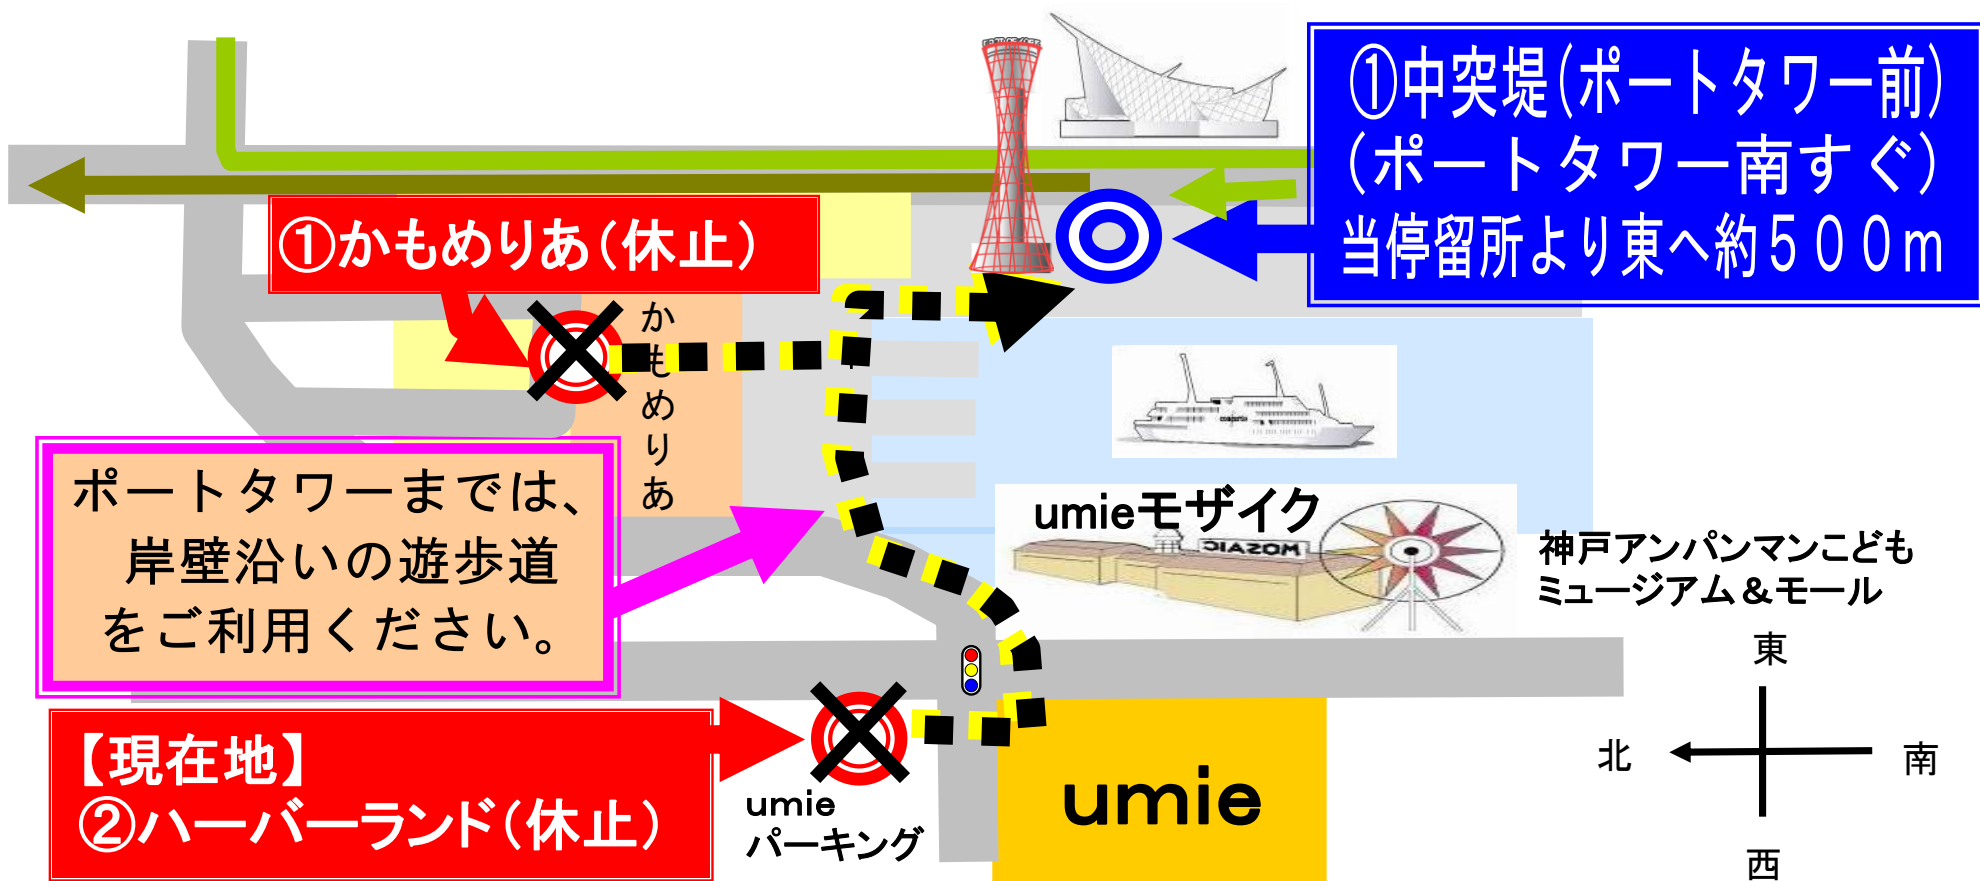 ①中突堤(ポートタワー前)
(ポートタワー南すぐ)
当停留所より東へ約500m
①かもめりあ(休止)
かもめりあ
ポートタワーまでは、
岸壁沿いの遊歩道
をご利用ください。
umieモザイク
MOSAIC
神戸アンパンマンこども
ミュージアム&モール
東
北
南
西
【現在地】
②ハーバーランド(休止)
umie
パーキング
umie